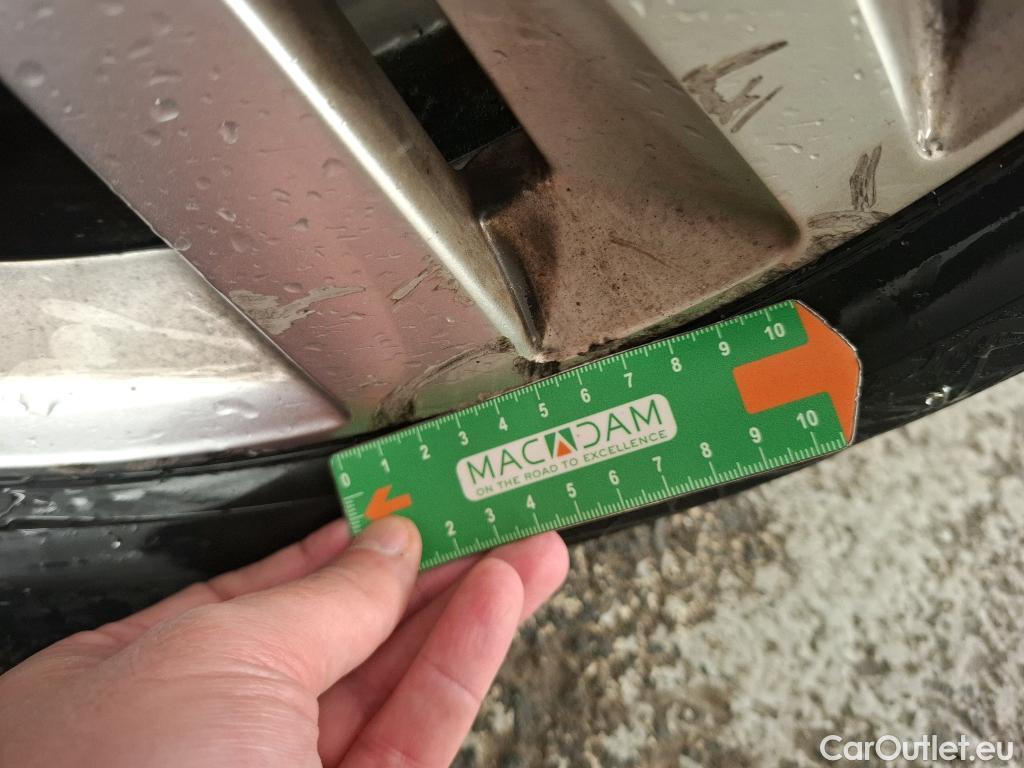 0 1 2 3 4 5 6 7 8 9 10
MACADAM
ON THE ROAD TO EXCELLENCE
2 3 4 5 6 7 8 9 10
CarOutlet.eu